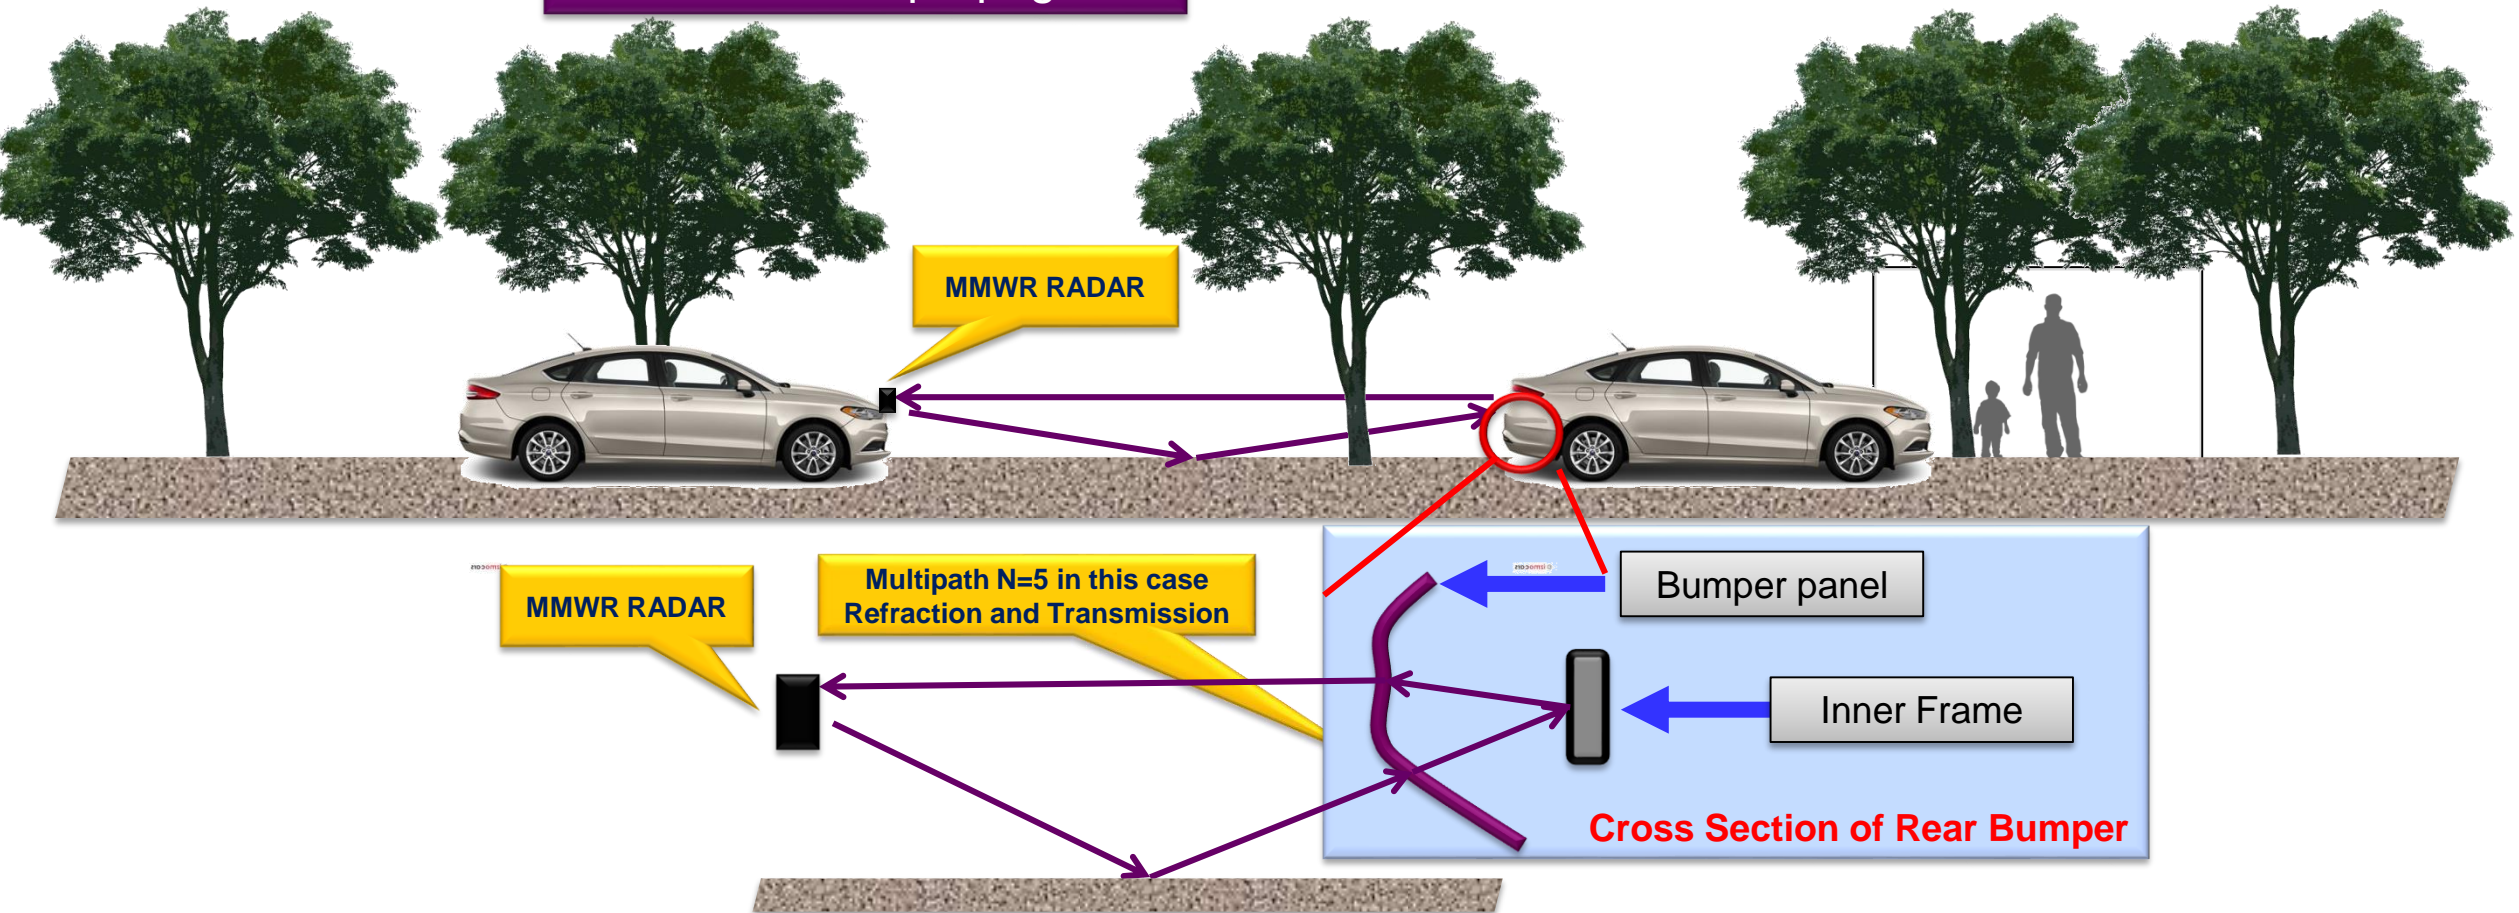 MMWR RADAR
MMWR RADAR
Multipath N=5 in this case
Refraction and Transmission
Bumper panel
Inner Frame
Cross Section of Rear Bumper